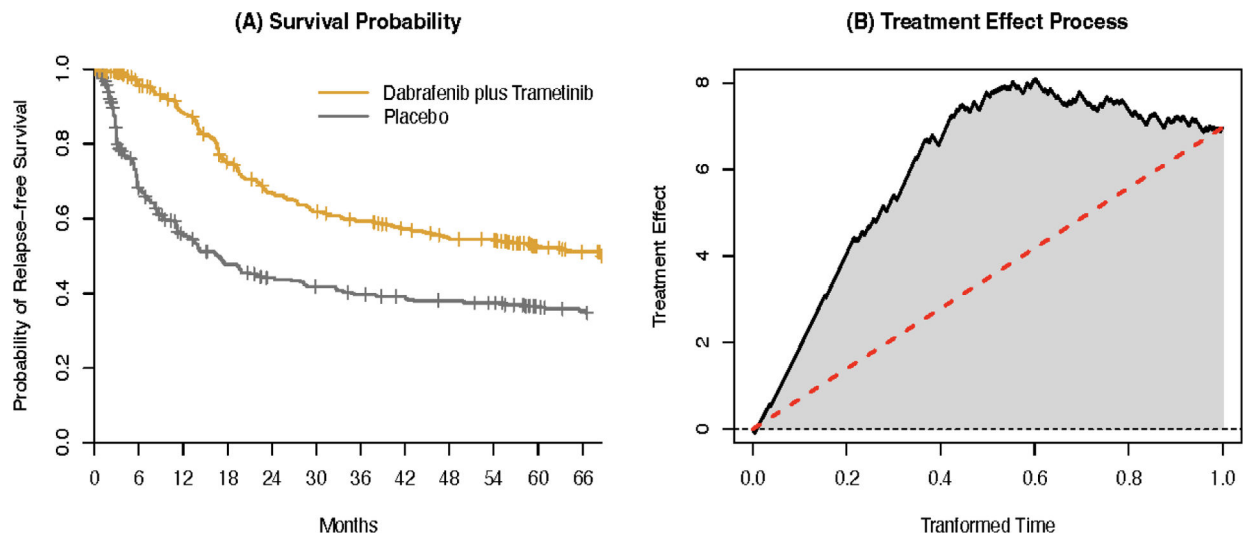 (A) Survival Probability
Probability of Relapse-free Survival
1.0
0.8
0.6
0.4
0.2
0.0
Dabrafenib plus Trametinib
Placebo
0 6 12 18 24 30 36 42 48 54 60 66
Months
(B) Treatment Effect Process
Treatment Effect
8
6
4
2
0
0.0 0.2 0.4 0.6 0.8 1.0
Tranformed Time